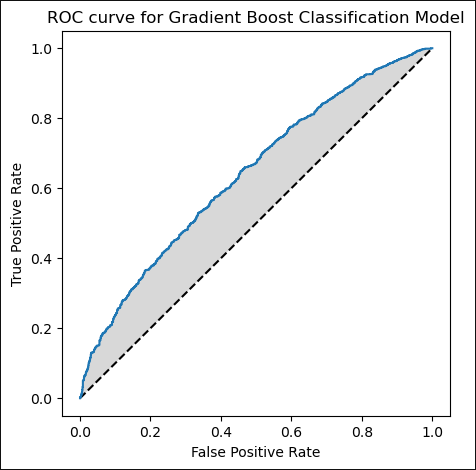 ROC curve for Gradient Boost Classification Model
1.0
0.8
0.6
0.4
0.2
0.0
True Positive Rate
0.0 0.2 0.4 0.6 0.8 1.0
False Positive Rate